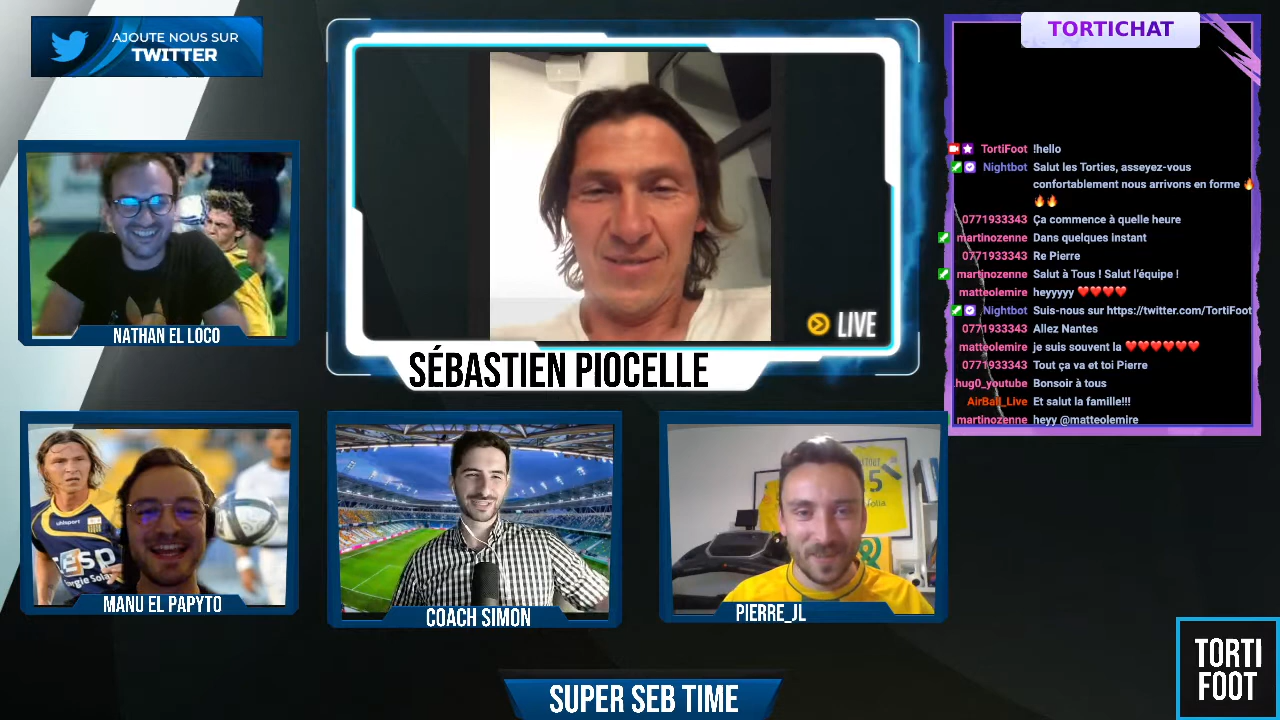 AJOUTE NOUS SUR
TWITTER
NATHAN EL LOCO
LIVE
SÉBASTIEN PIOCELLE
TORTICHAT
TortiFoot !hello
Nightbot Salut les Torties, asseyez-vous
confortablement nous arrivons en forme 🔥
🔥🔥
0771933343 Ça commence à quelle heure
martinozenne Dans quelques instant
0771933343 Re Pierre
martinozenne Salut à Tous ! Salut l'équipe !
matteolemire heyyyyy ❤️❤️❤️❤️
Nightbot Suis-nous sur https://twitter.com/TortiFoot
0771933343 Allez Nantes
matteolemire je suis souvent la ❤️❤️❤️❤️❤️❤️
0771933343 Tout ça va et toi Pierre
hug0_youtube Bonsoir à tous
AirBall_Live Et salut la famille!!!
martinozenne heyy @matteolemire
uhlsport
MANU EL PAPYTO
COACH SIMON
5
PIERRE_JL
SUPER SEB TIME
TORTI
FOOT